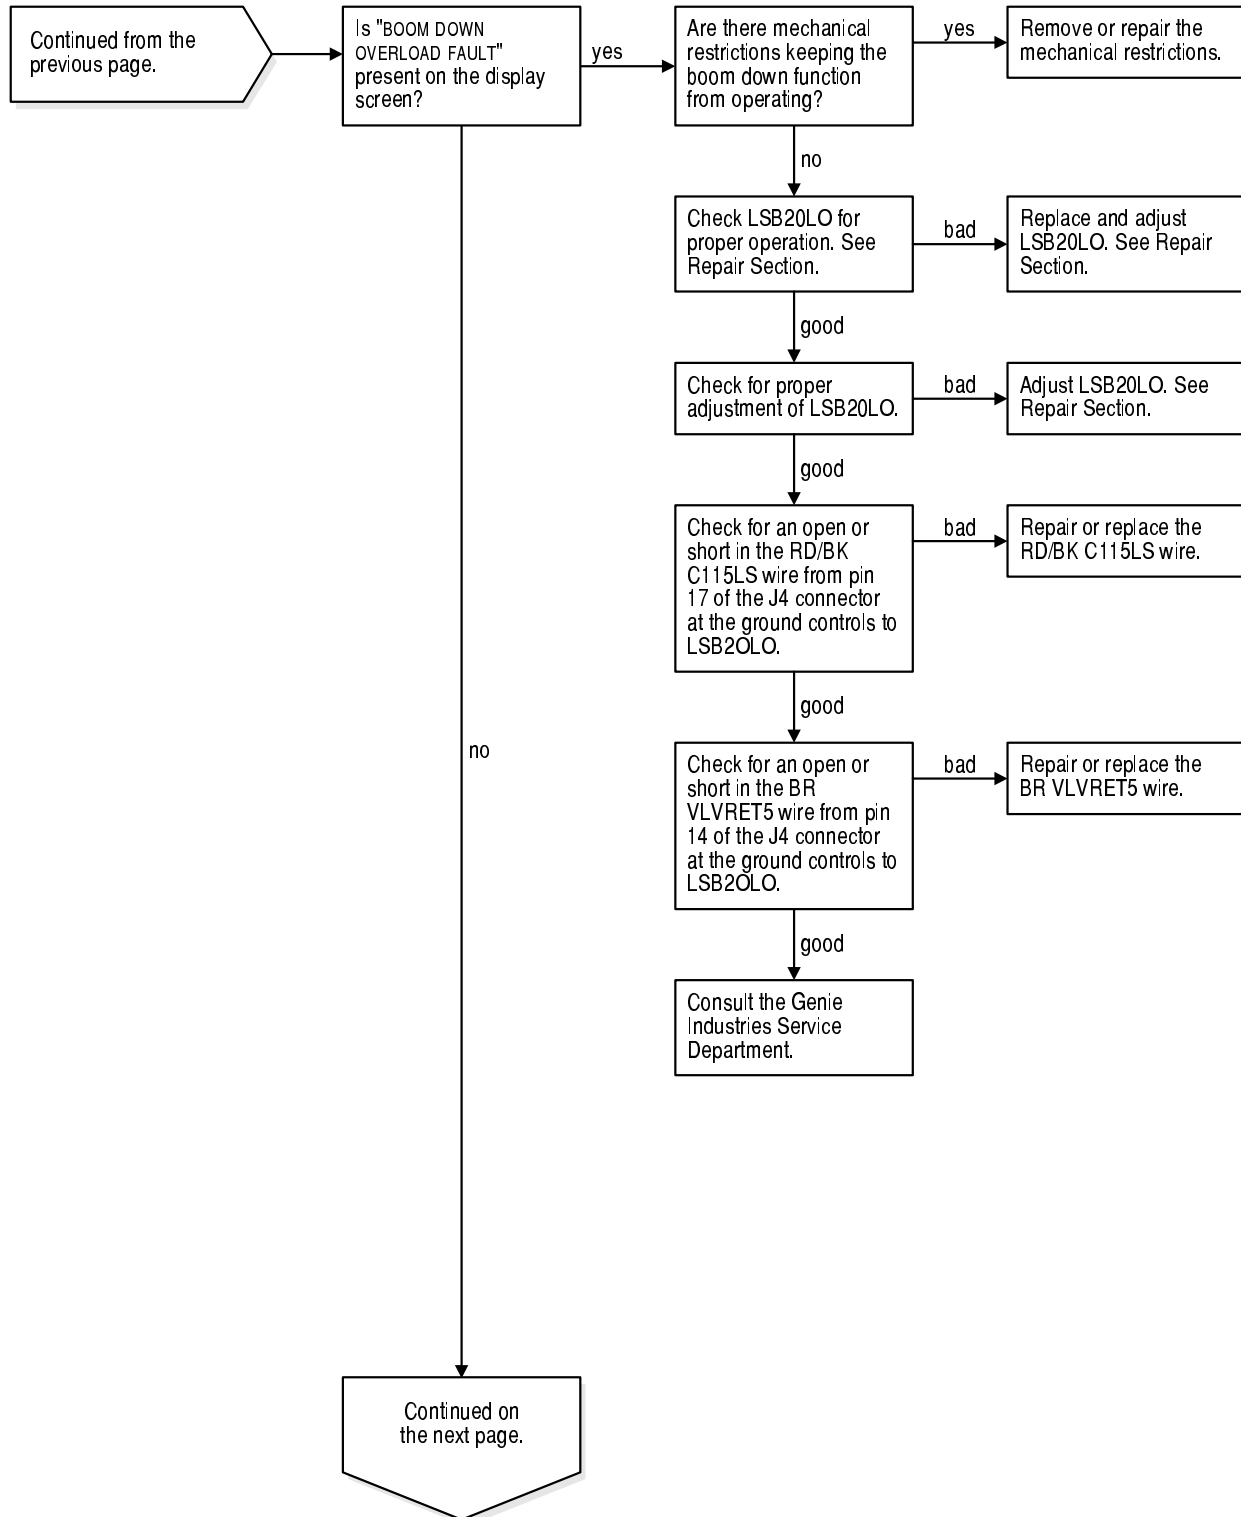 Continued from the
previous page.
Is "BOOM DOWN
OVERLOAD FAULT"
present on the display
screen?
yes
Are there mechanical
restrictions keeping the
boom down function
from operating?
yes
Remove or repair the
mechanical restrictions.
no
Check LSB20LO for
proper operation. See
Repair Section.
bad
Replace and adjust
LSB20LO. See Repair
Section.
good
Check for proper
adjustment of LSB20LO.
bad
Adjust LSB20LO. See
Repair Section.
good
Check for an open or
short in the RD/BK
C115LS wire from pin
17 of the J4 connector
at the ground controls to
LSB2OLO.
bad
Repair or replace the
RD/BK C115LS wire.
good
no
Check for an open or
short in the BR
VLVRET5 wire from pin
14 of the J4 connector
at the ground controls to
LSB2OLO.
bad
Repair or replace the
BR VLVRET5 wire.
good
Consult the Genie
Industries Service
Department.
Continued on
the next page.